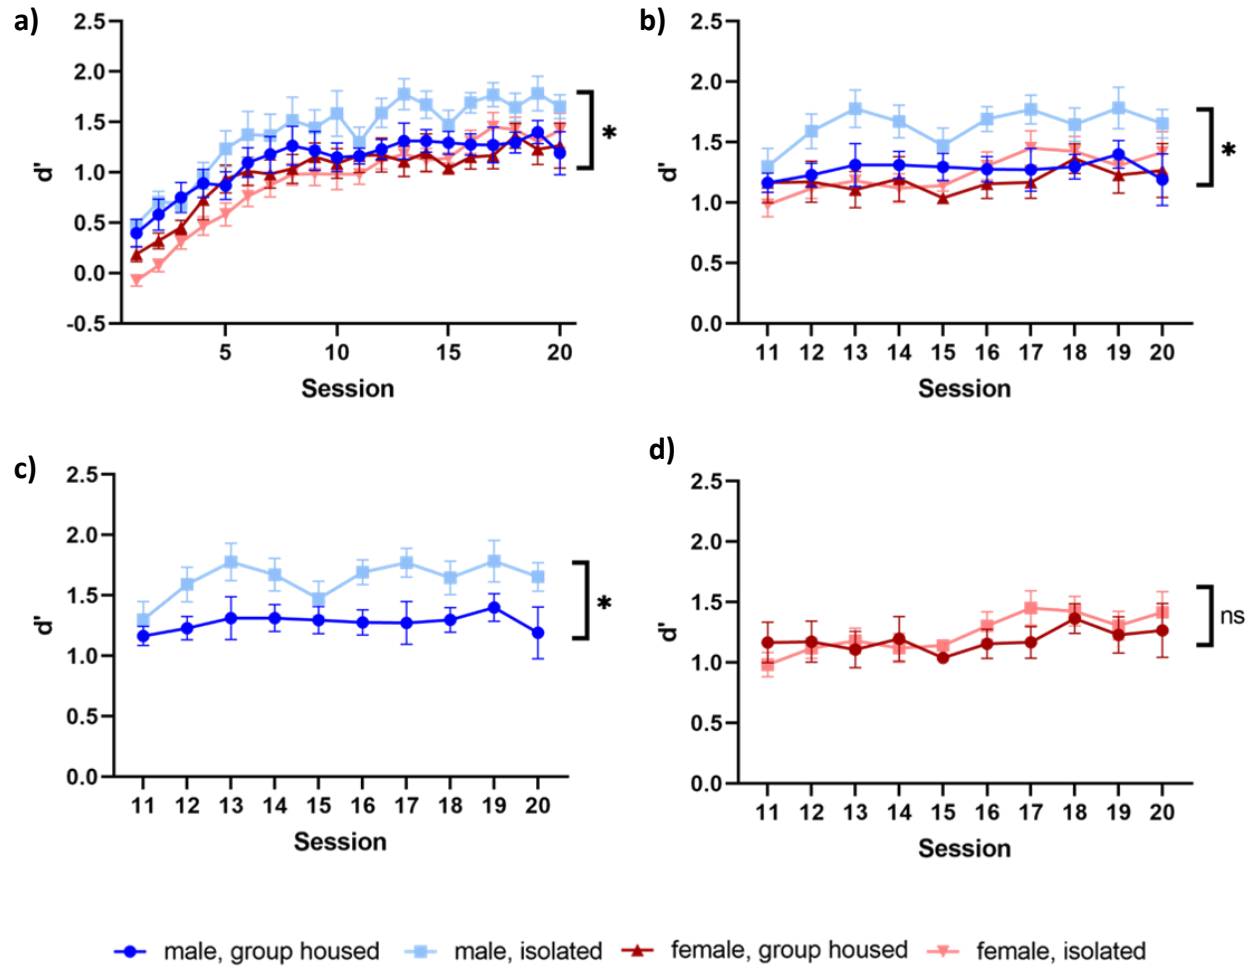 a)
2.5
2.0
1.5
1.0
0.5
0.0
-0.5
d'
5 10 15 20
Session
*
b)
2.5
2.0
1.5
1.0
0.5
0.0
d'
11 12 13 14 15 16 17 18 19 20
Session
*
c)
2.5
2.0
1.5
1.0
0.5
0.0
d'
11 12 13 14 15 16 17 18 19 20
Session
*
d)
2.5
2.0
1.5
1.0
0.5
0.0
d'
11 12 13 14 15 16 17 18 19 20
Session
ns
male, group housed male, isolated female, group housed female, isolated